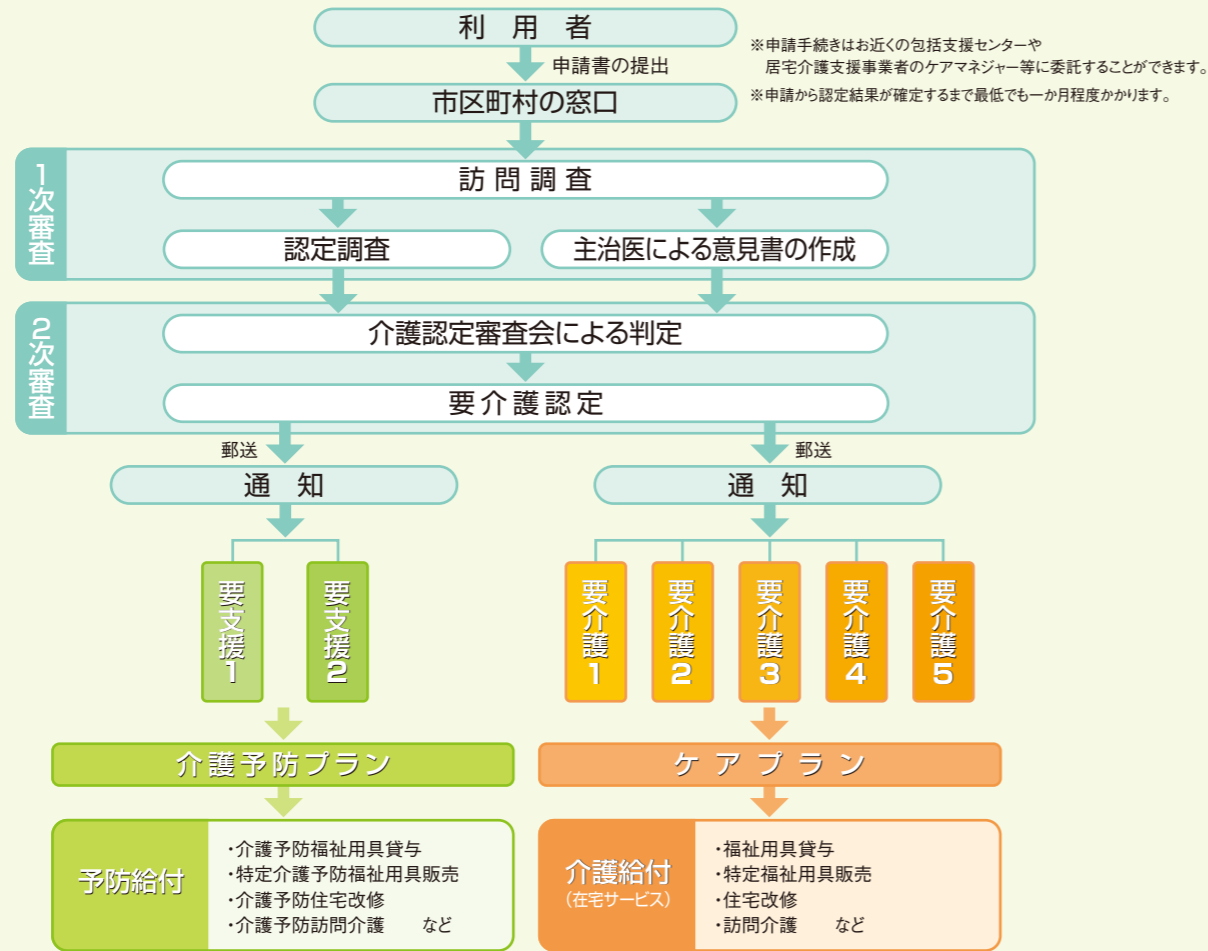 利用者
申請書の提出
※申請手続きはお近くの包括支援センターや
居宅介護支援事業者のケアマネジャー等に委託することができます。
市区町村の窓口
※申請から認定結果が確定するまで最低でも一か月程度かかります。
1次審査
訪問調査
認定調査
主治医による意見書の作成
2次審査
介護認定審査会による判定
要介護認定
郵送
郵送
通知
通知
要支援1
要支援2
要介護1
要介護2
要介護3
要介護4
要介護5
介護予防プラン
ケアプラン
予防給付
・介護予防福祉用具貸与
・特定介護予防福祉用具販売
・介護予防住宅改修
・介護予防訪問介護 など
介護給付
(在宅サービス)
・福祉用具貸与
・特定福祉用具販売
・住宅改修
・訪問介護 など